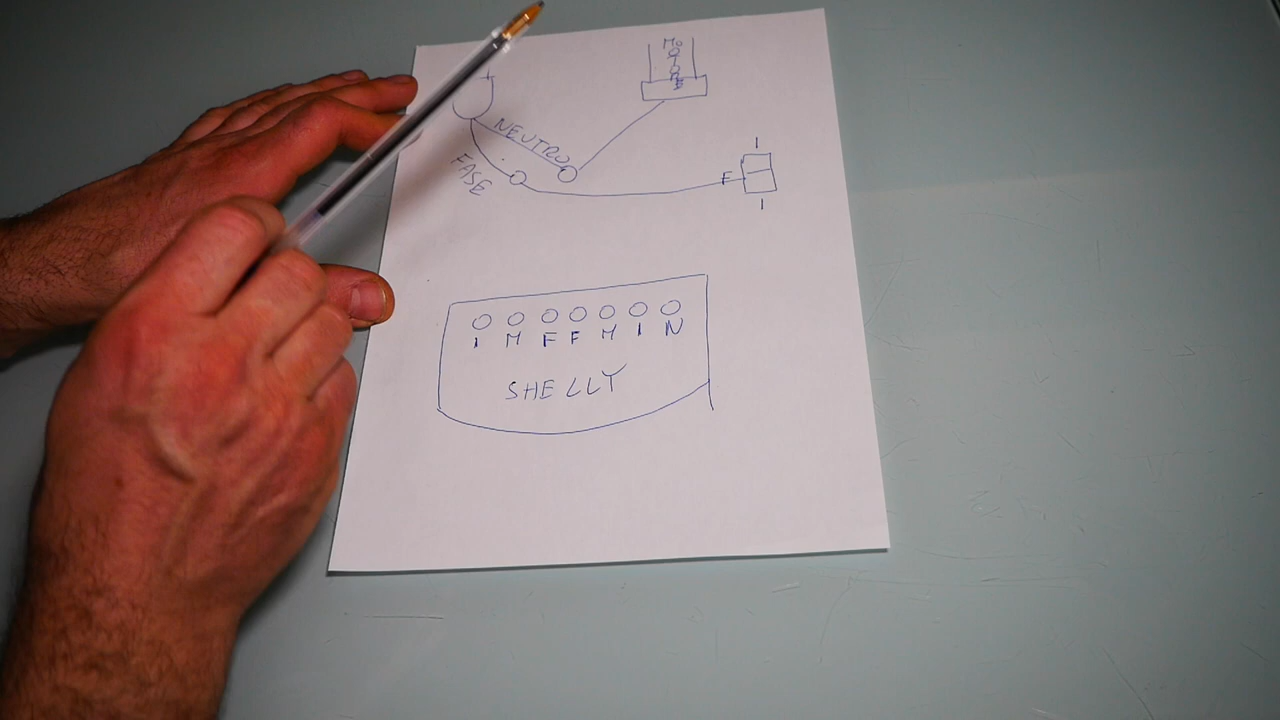 MOTORE
NEUTRO
FASE
I
F
I
I M F F M I N
SHELLY